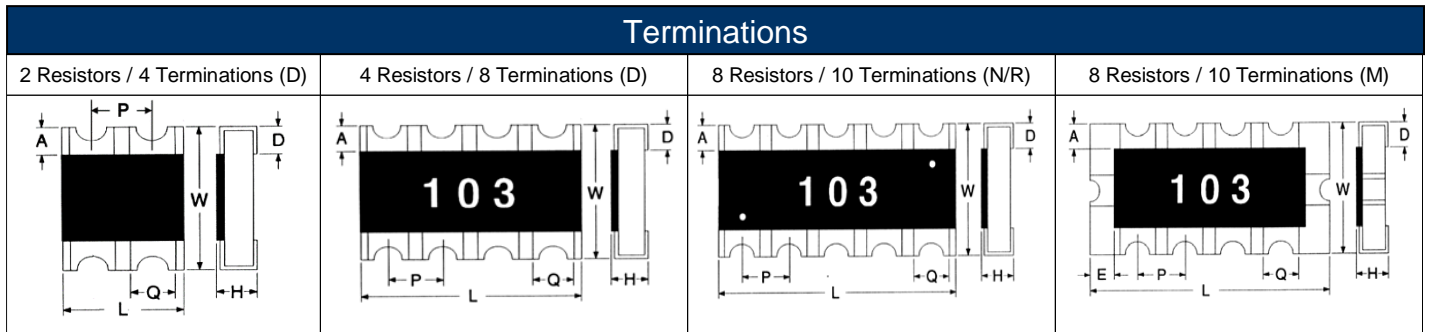 Terminations
2 Resistors / 4 Terminations (D)
4 Resistors / 8 Terminations (D)
8 Resistors / 10 Terminations (N/R)
8 Resistors / 10 Terminations (M)
P
A
D
W
Q
H
L
A
D
103
W
P
Q
H
L
A
D
103
W
P
Q
H
L
A
D
103
W
E
P
Q
H
L